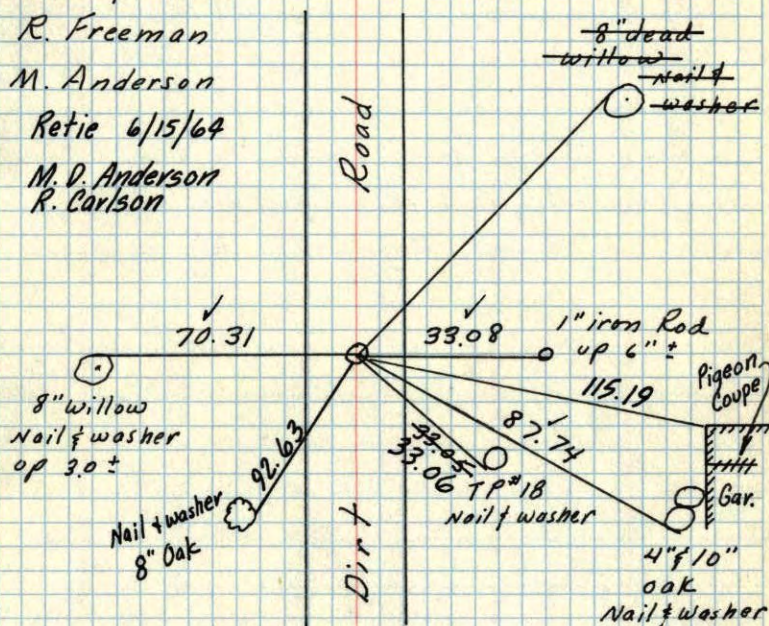 R. Freeman
M. Anderson
Retie 6/15/64
M. D. Anderson
R. Carlson
Road
8" dead
willow
nail &
washer
✓
70.31
✓
33.08
1" iron Rod
up 6" ±
115.19
Pigeon
Coupe
8" willow
Nail & washer
up 3.0 ±
92.63
✓
87.74
33.05
33.06
TP #18
Nail & washer
Gar.
Nail & washer
8" Oak
Dirt
4" & 10"
oak
Nail & Washer